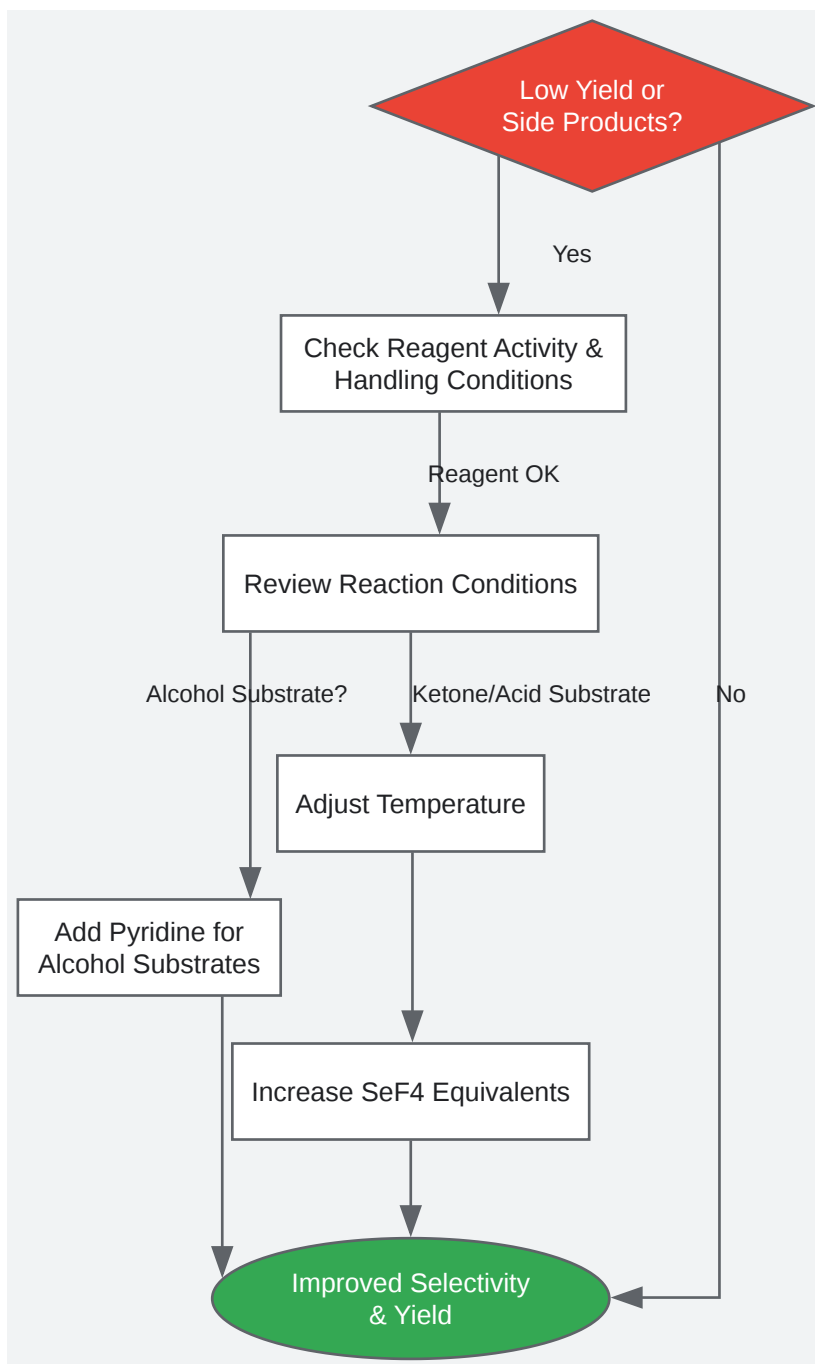 Low Yield or
Side Products?
Yes
Check Reagent Activity &
Handling Conditions
Reagent OK
Review Reaction Conditions
Alcohol Substrate?
Ketone/Acid Substrate
No
Adjust Temperature
Add Pyridine for
Alcohol Substrates
Increase SeF4 Equivalents
Improved Selectivity
& Yield